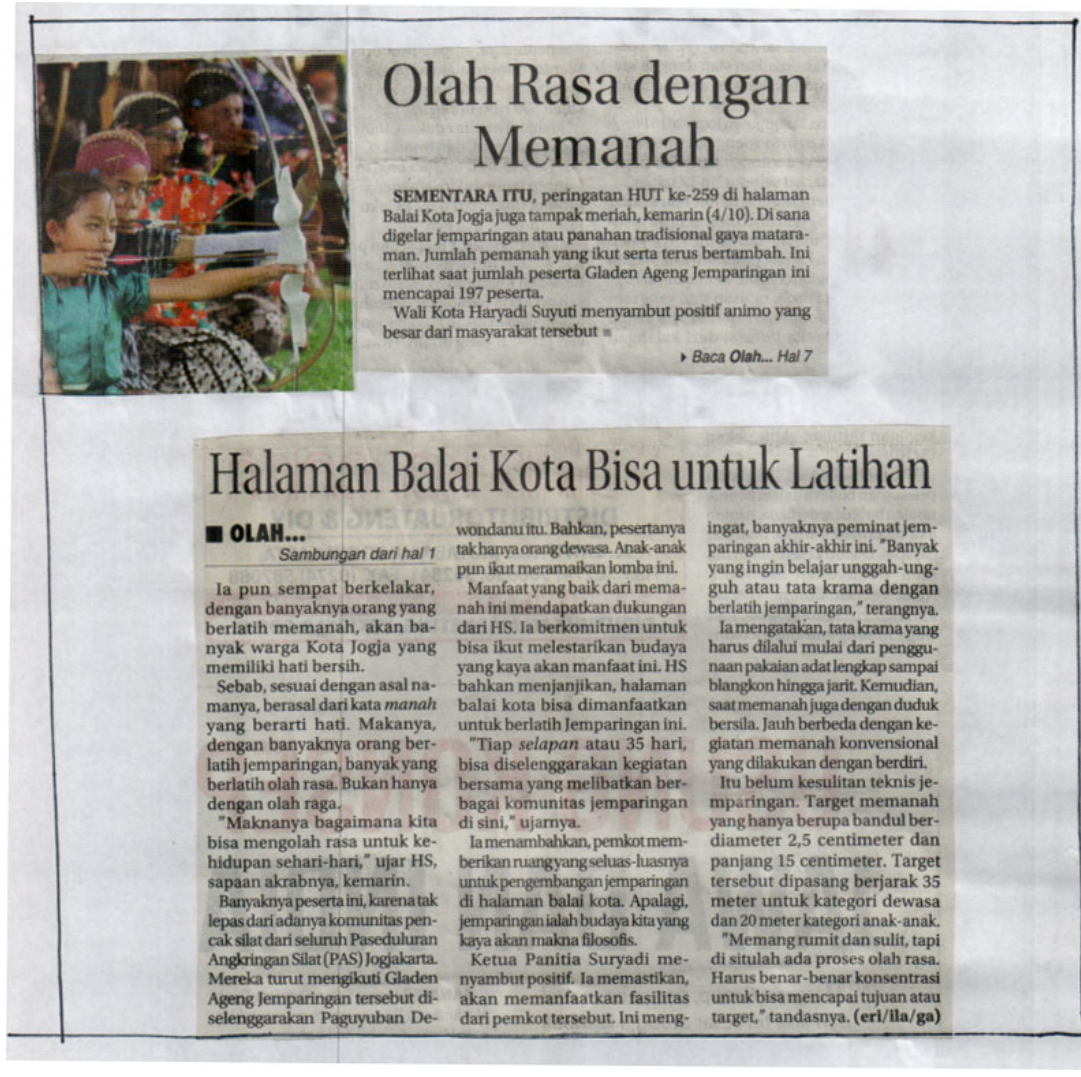 Olah Rasa dengan
Memanah
SEMENTARA ITU, peringatan HUT ke-259 di halaman
Balai Kota Jogja juga tampak meriah, kemarin (4/10). Di sana
digelar jemparingan atau panahan tradisional gaya matara-
man. Jumlah pemanah yang ikut serta terus bertambah. Ini
terlihat saat jumlah peserta Gladen Ageng Jemparingan ini
mencapai 197 peserta.
Wali Kota Haryadi Suyuti menyambut positif animo yang
besar dari masyarakat tersebut
Baca Olah... Hal 7
Halaman Balai Kota Bisa untuk Latihan
OLAH...
Sambungan dari hal 1
Ia pun sempat berkelakar,
dengan banyaknya orang yang
berlatih memanah, akan ba-
nyak warga Kota Jogja yang
memiliki hati bersih.
Sebab, sesuai dengan asal na-
manya, berasal dari kata manah
yang berarti hati. Makanya,
dengan banyaknya orang ber-
latih jemparingan, banyak yang
berlatih olah rasa. Bukan hanya
dengan olah raga.
"Maknanya bagaimana kita
bisa mengolah rasa untuk ke-
hidupan sehari-hari," ujar HS,
sapaan akrabnya, kemarin.
Banyaknya peserta ini, karena tak
lepas dari adanya komunitas pen-
cak silat dari seluruh Paseduluran
Angkringan Silat (PAS) Jogjakarta.
Mereka turut mengikuti Gladen
Ageng Jemparingan tersebut di-
selenggarakan Paguyuban De-
wondanu itu. Bahkan, pesertanya
tak hanya orang dewasa. Anak-anak
pun ikut meramaikan lomba ini.
Manfaat yang baik dari mema-
nah ini mendapatkan dukungan
dari HS. Ia berkomitmen untuk
bisa ikut melestarikan budaya
yang kaya akan manfaat ini. HS
bahkan menjanjikan, halaman
balai kota bisa dimanfaatkan
untuk berlatih Jemparingan ini.
"Tiap selapan atau 35 hari,
bisa diselenggarakan kegiatan
bersama yang melibatkan ber-
bagai komunitas jemparingan
di sini," ujarnya.
Ia menambahkan, pemkot mem-
berikan ruang yang seluas-luasnya
untuk pengembangan jemparingan
di halaman balai kota. Apalagi,
jemparingan ialah budaya kita yang
kaya akan makna filosofis.
Ketua Panitia Suryadi me-
nyambut positif. Ia memastikan,
akan memanfaatkan fasilitas
dari pemkot tersebut. Ini meng-
ingat, banyaknya peminat jem-
paringan akhir-akhir ini. "Banyak
yang ingin belajar unggah-ung-
guh atau tata krama dengan
berlatih jemparingan," terangnya.
Ia mengatakan, tata krama yang
harus dilalui mulai dari penggu-
naan pakaian adat lengkap sampai
blangkon hingga jarit. Kemudian,
saat memanah juga dengan duduk
bersila. Jauh berbeda dengan ke-
giatan memanah konvensional
yang dilakukan dengan berdiri.
Itu belum kesulitan teknis je-
mparingan. Target memanah
yang hanya berupa bandul ber-
diameter 2,5 centimeter dan
panjang 15 centimeter. Target
tersebut dipasang berjarak 35
meter untuk kategori dewasa
dan 20 meter kategori anak-anak.
"Memang rumit dan sulit, tapi
di situlah ada proses olah rasa.
Harus benar-benar konsentrasi
untuk bisa mencapai tujuan atau
target," tandasnya. (eri/ila/ga)